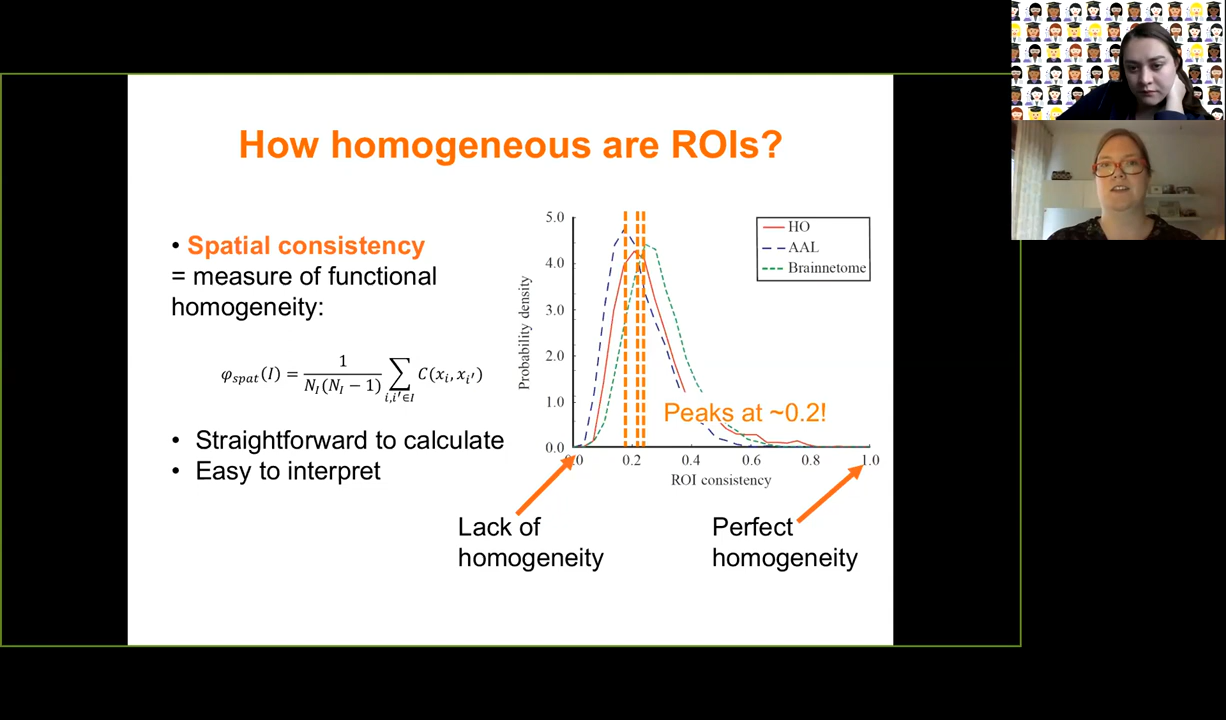 How homogeneous are ROIs?
• Spatial consistency
= measure of functional
homogeneity:
φspat(I) = 1 / NI(NI − 1) ∑i,i′∈I C(xi, xi′)
• Straightforward to calculate
• Easy to interpret
5.0
4.0
3.0
2.0
1.0
0.0
Probability density
HO
AAL
Brainnetome
Peaks at ~0.2!
0.0 0.2 0.4 0.6 0.8 1.0
ROI consistency
Lack of
homogeneity
Perfect
homogeneity